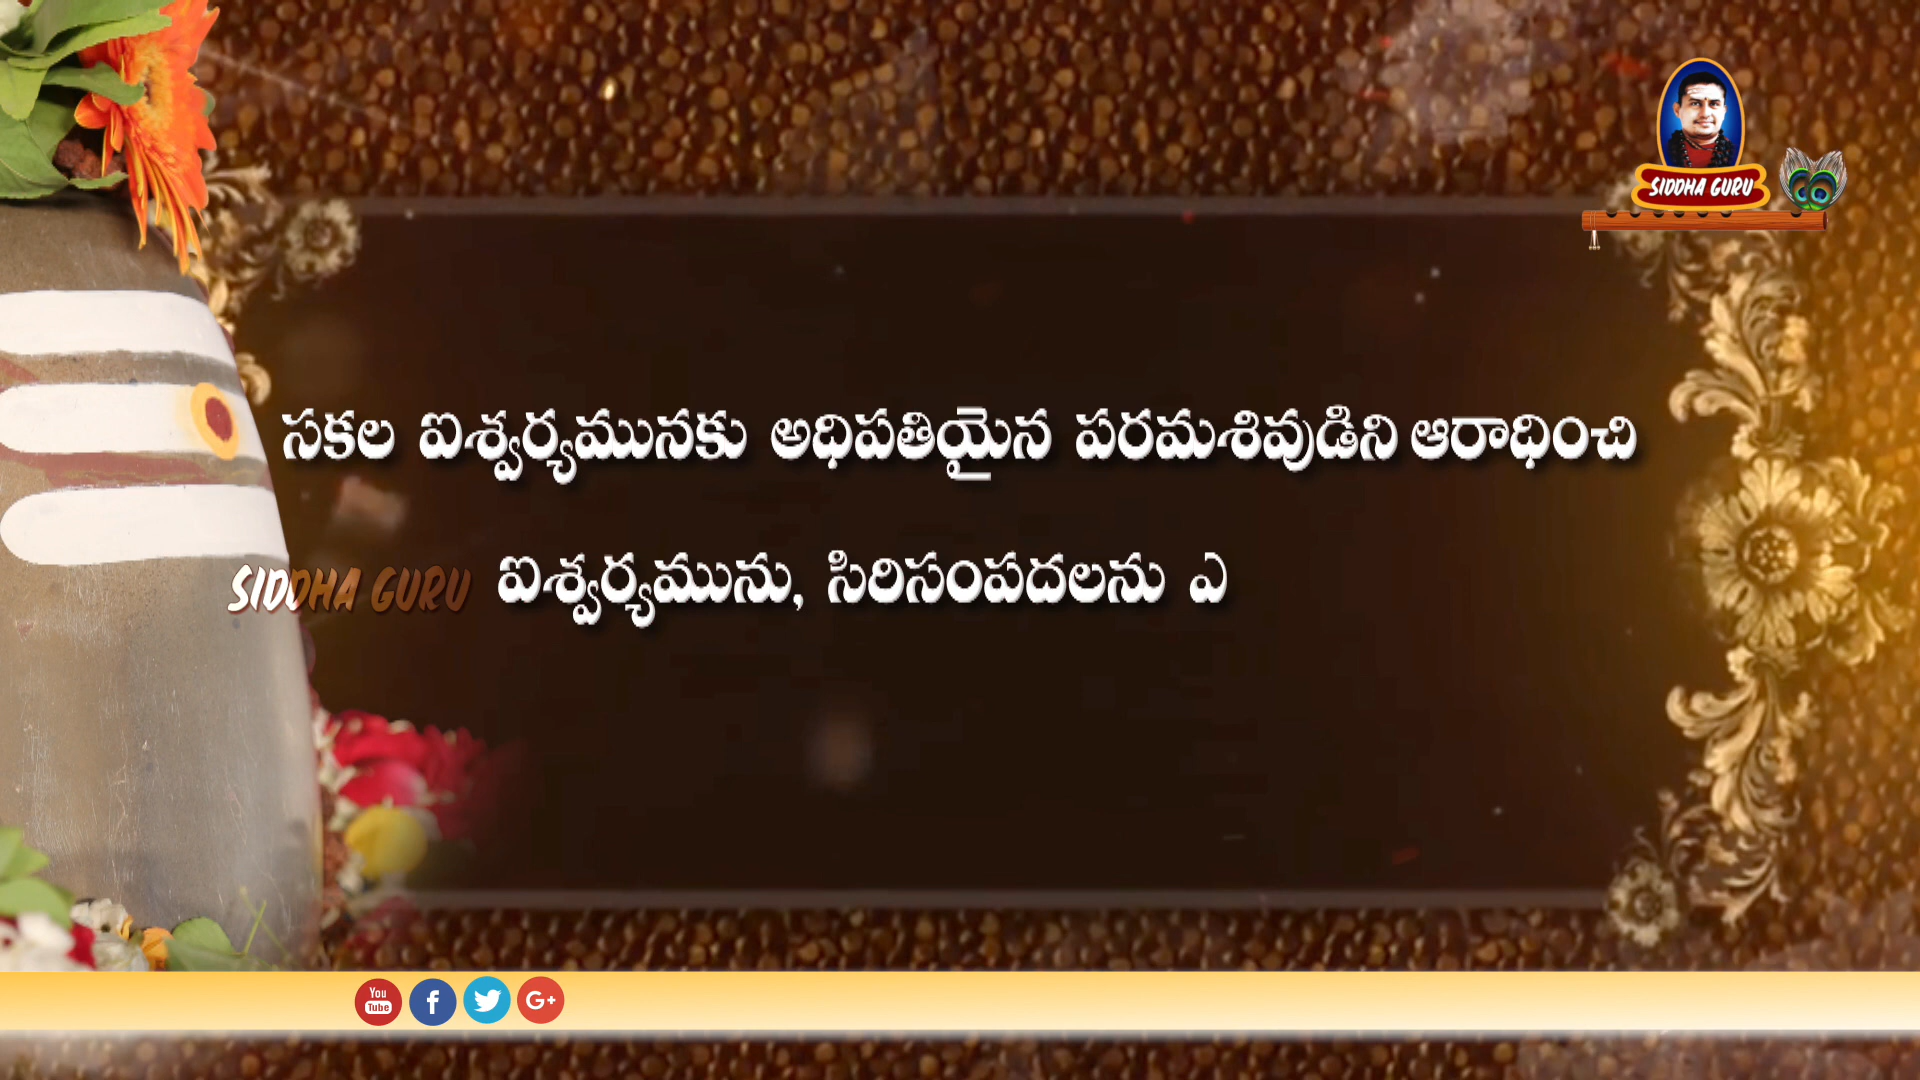 SIDDHA GURU
సకల ఐశ్వర్యమునకు అధిపతియైన పరమశివుడిని ఆరాధించి
SIDDHA GURU
ఐశ్వర్యమును, సిరిసంపదలను ఎ
You Tube
f
G+